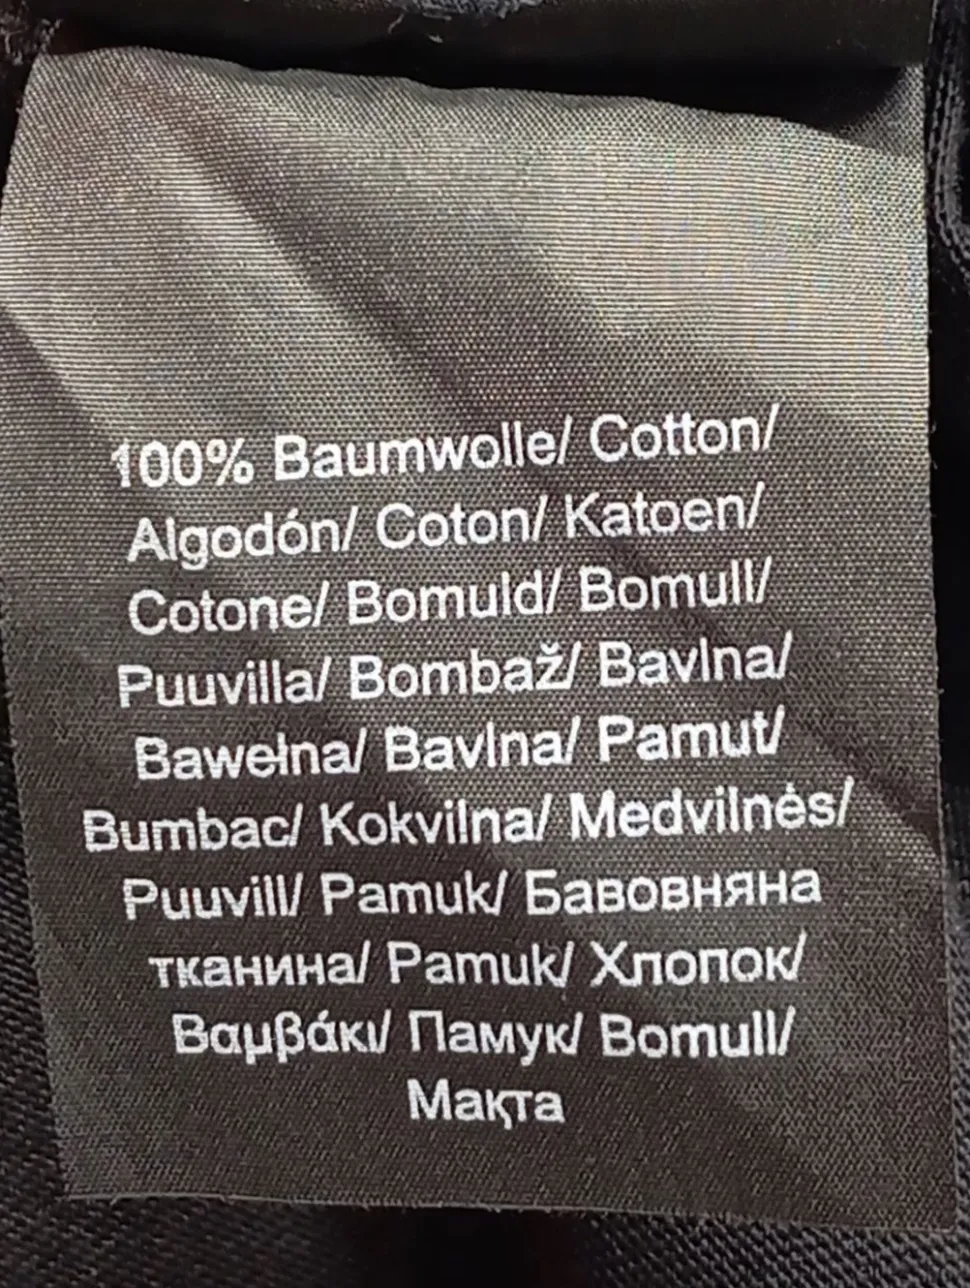 100% Baumwolle/ Cotton/
Algodón/ Coton/ Katoen/
Cotone/ Bomuld/ Bomull/
Puuvilla/ Bombaž/ Bavlna/
Bawełna/ Bavlna/ Pamut/
Bumbac/ Kokvilna/ Medvilnės/
Puuvill/ Pamuk/ Бавовняна
тканина/ Pamuk/ Хлопок/
Βαμβάκι/ Памук/ Bomull/
Мақта